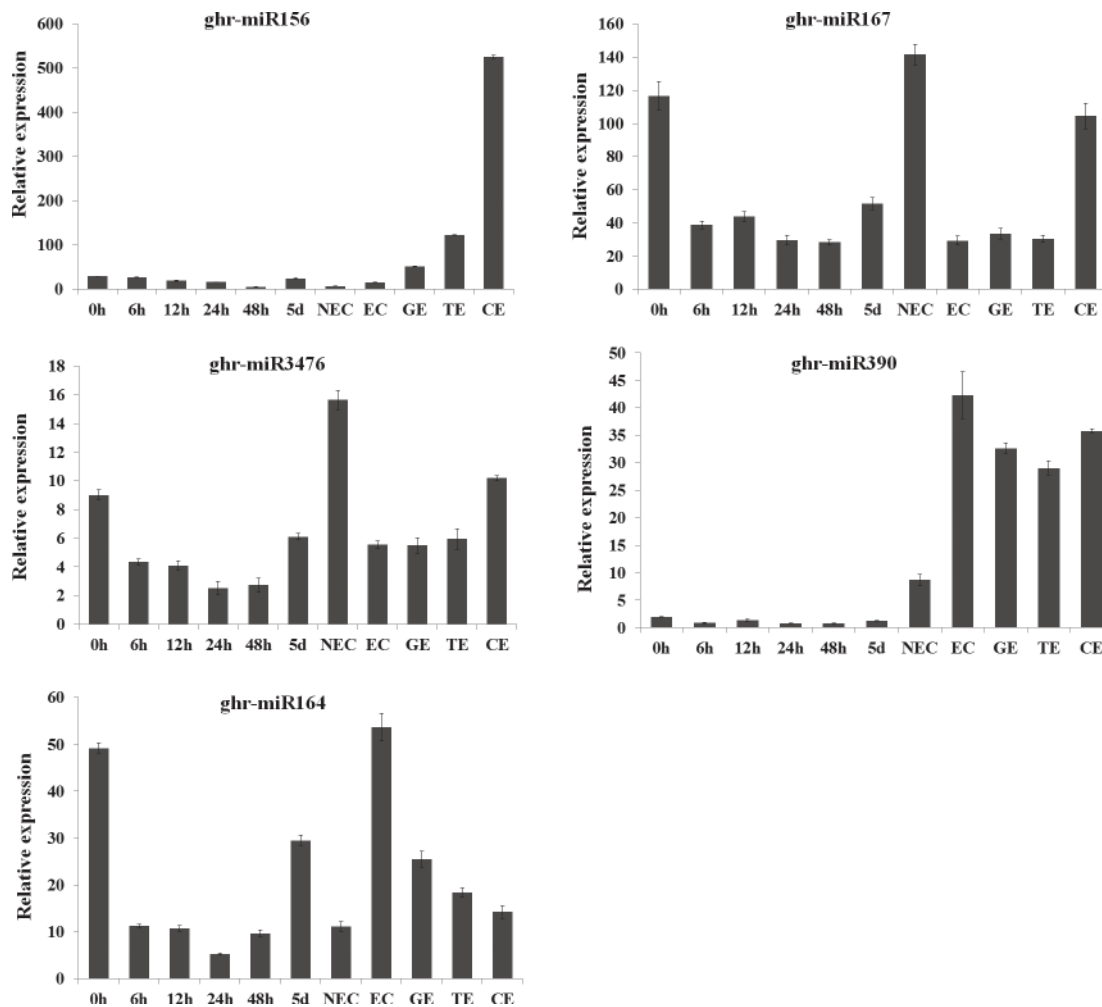 ghr-miR156
Relative expression
600
500
400
300
200
100
0
0h 6h 12h 24h 48h 5d NEC EC GE TE CE
ghr-miR167
Relative expression
160
140
120
100
80
60
40
20
0
0h 6h 12h 24h 48h 5d NEC EC GE TE CE
ghr-miR3476
Relative expression
18
16
14
12
10
8
6
4
2
0
0h 6h 12h 24h 48h 5d NEC EC GE TE CE
ghr-miR390
Relative expression
50
45
40
35
30
25
20
15
10
5
0
0h 6h 12h 24h 48h 5d NEC EC GE TE CE
ghr-miR164
Relative expression
60
50
40
30
20
10
0
0h 6h 12h 24h 48h 5d NEC EC GE TE CE